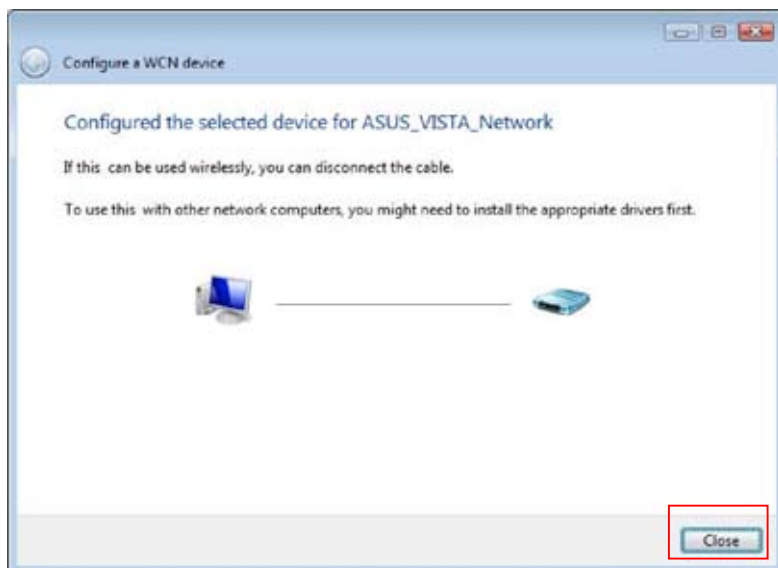 Configure a WCN device
Configured the selected device for ASUS_VISTA_Network
If this can be used wirelessly, you can disconnect the cable.
To use this with other network computers, you might need to install the appropriate drivers first.
Close